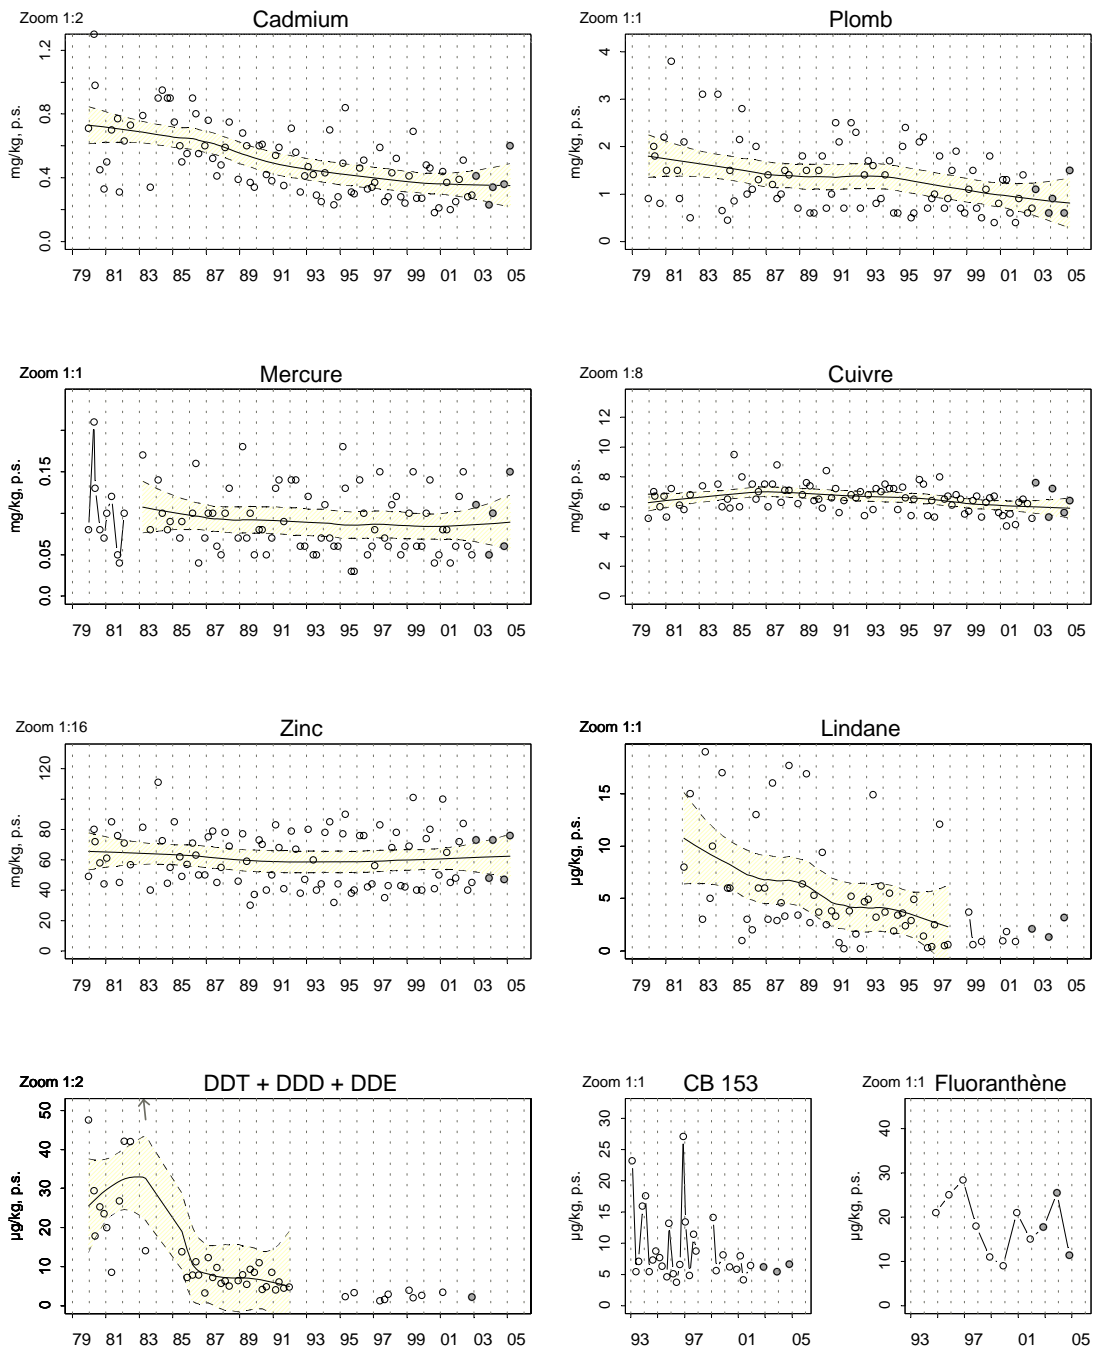 Zoom 1:2
Cadmium
mg/kg, p.s.
0.0
0.4
0.8
1.2
79 81 83 85 87 89 91 93 95 97 99 01 03 05
Zoom 1:1
Plomb
mg/kg, p.s.
0
1
2
3
4
79 81 83 85 87 89 91 93 95 97 99 01 03 05
Zoom 1:1
Mercure
mg/kg, p.s.
0.0
0.05
0.15
79 81 83 85 87 89 91 93 95 97 99 01 03 05
Zoom 1:8
Cuivre
mg/kg, p.s.
0
2
4
6
8
10
12
79 81 83 85 87 89 91 93 95 97 99 01 03 05
Zoom 1:16
Zinc
mg/kg, p.s.
0
20
40
60
80
120
79 81 83 85 87 89 91 93 95 97 99 01 03 05
Zoom 1:1
Lindane
µg/kg, p.s.
0
5
10
15
79 81 83 85 87 89 91 93 95 97 99 01 03 05
Zoom 1:2
DDT + DDD + DDE
µg/kg, p.s.
0
10
20
30
40
50
79 81 83 85 87 89 91 93 95 97 99 01 03 05
Zoom 1:1
CB 153
µg/kg, p.s.
0
5
10
15
20
25
30
93 97 01 05
Zoom 1:1
Fluoranthène
µg/kg, p.s.
0
10
20
30
40
93 97 01 05